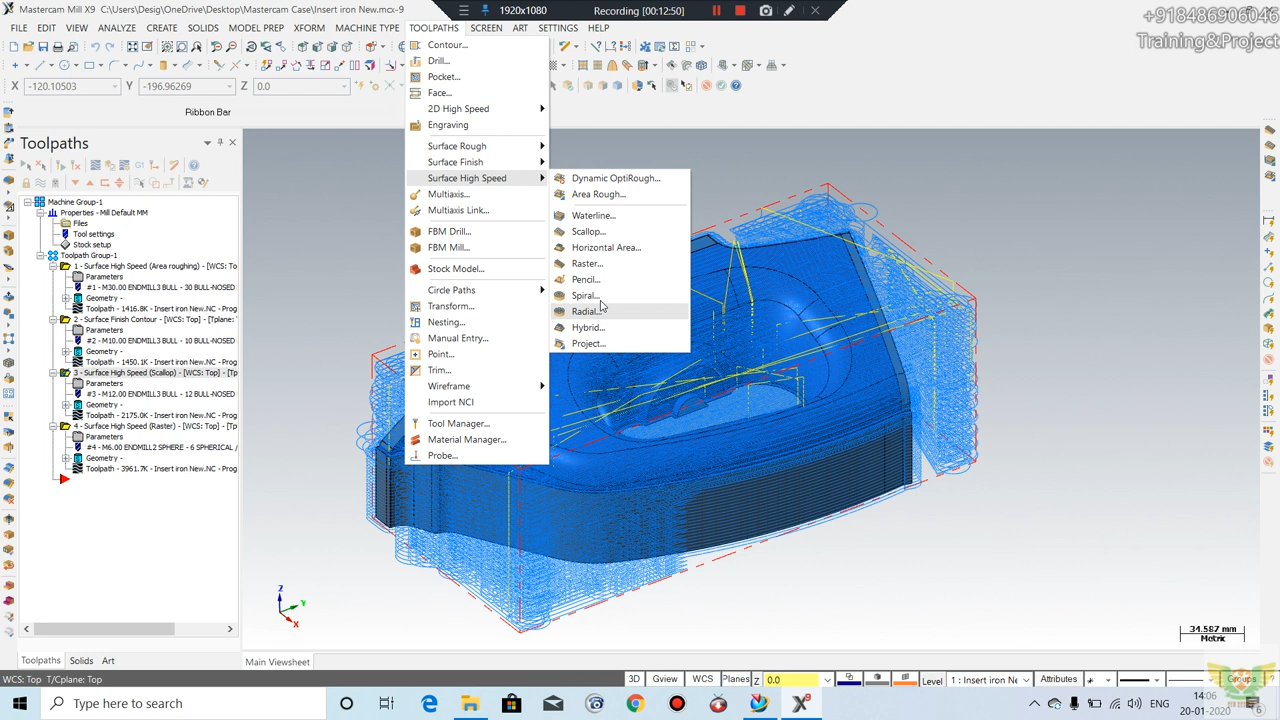 Mastercam Mill X9  C:\Users\Desig\OneDrive\Desktop\Mastercam Case\Insert iron New.mcx-9
1920x1080
Recording [00:12:50]
+918486906046
Training&Project
FILE EDIT VIEW ANALYZE CREATE SOLIDS MODEL PREP XFORM MACHINE TYPE TOOLPATHS SCREEN ART SETTINGS HELP
X -120.10503 Y -196.96269 Z 0.0
Ribbon Bar
Toolpaths
Machine Group-1
Properties - Mill Default MM
Files
Tool settings
Stock setup
Toolpath Group-1
1 - Surface High Speed (Area roughing) - [WCS: To
Parameters
#1 - M30.00 ENDMILL3 BULL - 30 BULL-NOSED
Geometry -
Toolpath - 1416.8K - Insert iron New.NC - Prog
2 - Surface Finish Contour - [WCS: Top] - [Tplane:
Parameters
#2 - M10.00 ENDMILL3 BULL - 10 BULL-NOSED
Geometry -
Toolpath - 1450.1K - Insert iron New.NC - Prog
3 - Surface High Speed (Scallop) - [WCS: Top] - [Tp
Parameters
#3 - M12.00 ENDMILL3 BULL - 12 BULL-NOSED
Geometry -
Toolpath - 2175.0K - Insert iron New.NC - Prog
4 - Surface High Speed (Raster) - [WCS: Top] - [Tp
Parameters
#4 - M6.00 ENDMILL2 SPHERE - 6 SPHERICAL /
Geometry -
Toolpath - 3961.7K - Insert iron New.NC - Prog
Contour...
Drill...
Pocket...
Face...
2D High Speed
Engraving
Surface Rough
Surface Finish
Surface High Speed
Multiaxis...
Multiaxis Link...
FBM Drill...
FBM Mill...
Stock Model...
Circle Paths
Transform...
Nesting...
Manual Entry...
Point...
Trim...
Wireframe
Import NCI
Tool Manager...
Material Manager...
Probe...
Dynamic OptiRough...
Area Rough...
Waterline...
Scallop...
Horizontal Area...
Raster...
Pencil...
Spiral...
Radial...
Hybrid...
Project...
Z
Y
X
34.587 mm
Metric
Toolpaths Solids Art
Main Viewsheet
WCS: Top T/Cplane: Top
3D Gview WCS Planes Z 0.0 Level 1 : Insert iron Ne Attributes Groups ?
Type here to search
ENG
14:06
20-01-2020
6